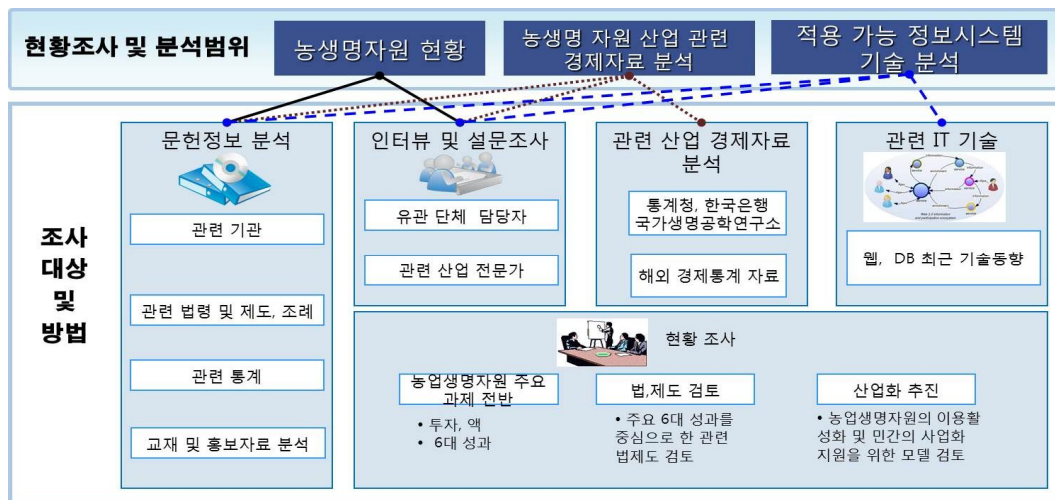 현황조사 및 분석범위
농생명자원 현황
농생명 자원 산업 관련
경제자료 분석
적용 가능 정보시스템
기술 분석
조사
대상
및
방법
문헌정보 분석
관련 기관
관련 법령 및 제도, 조례
관련 통계
교재 및 홍보자료 분석
인터뷰 및 설문조사
유관 단체 담당자
관련 산업 전문가
관련 산업 경제자료
분석
통계청, 한국은행
국가생명공학연구소
해외 경제통계 자료
관련 IT 기술
웹, DB 최근 기술동향
현황 조사
농업생명자원 주요
과제 전반
• 투자, 액
• 6대 성과
법,제도 검토
• 주요 6대 성과를
중심으로 한 관련
법제도 검토
산업화 추진
• 농업생명자원의 이용활
성화 및 민간의 사업화
지원을 위한 모델 검토